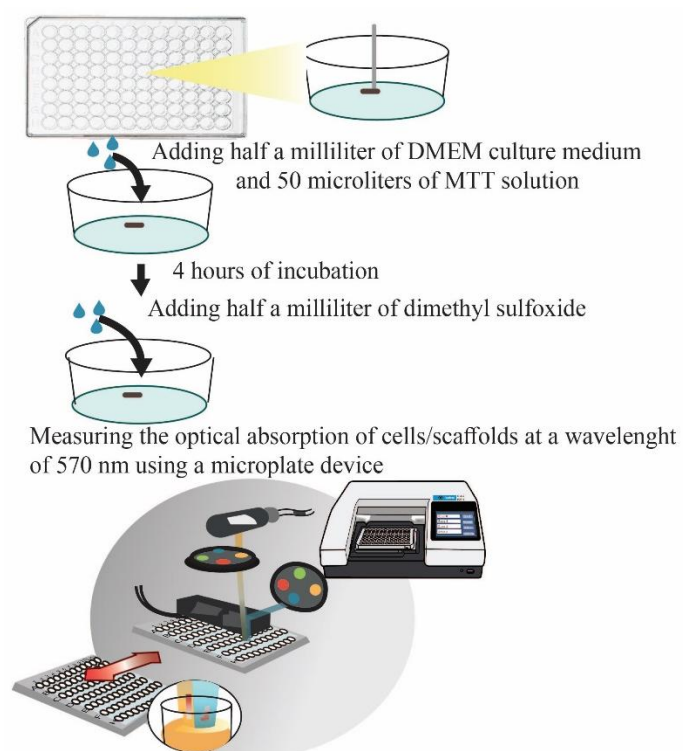 Adding half a milliliter of DMEM culture medium
and 50 microliters of MTT solution
4 hours of incubation
Adding half a milliliter of dimethyl sulfoxide
Measuring the optical absorption of cells/scaffolds at a wavelenght
of 570 nm using a microplate device